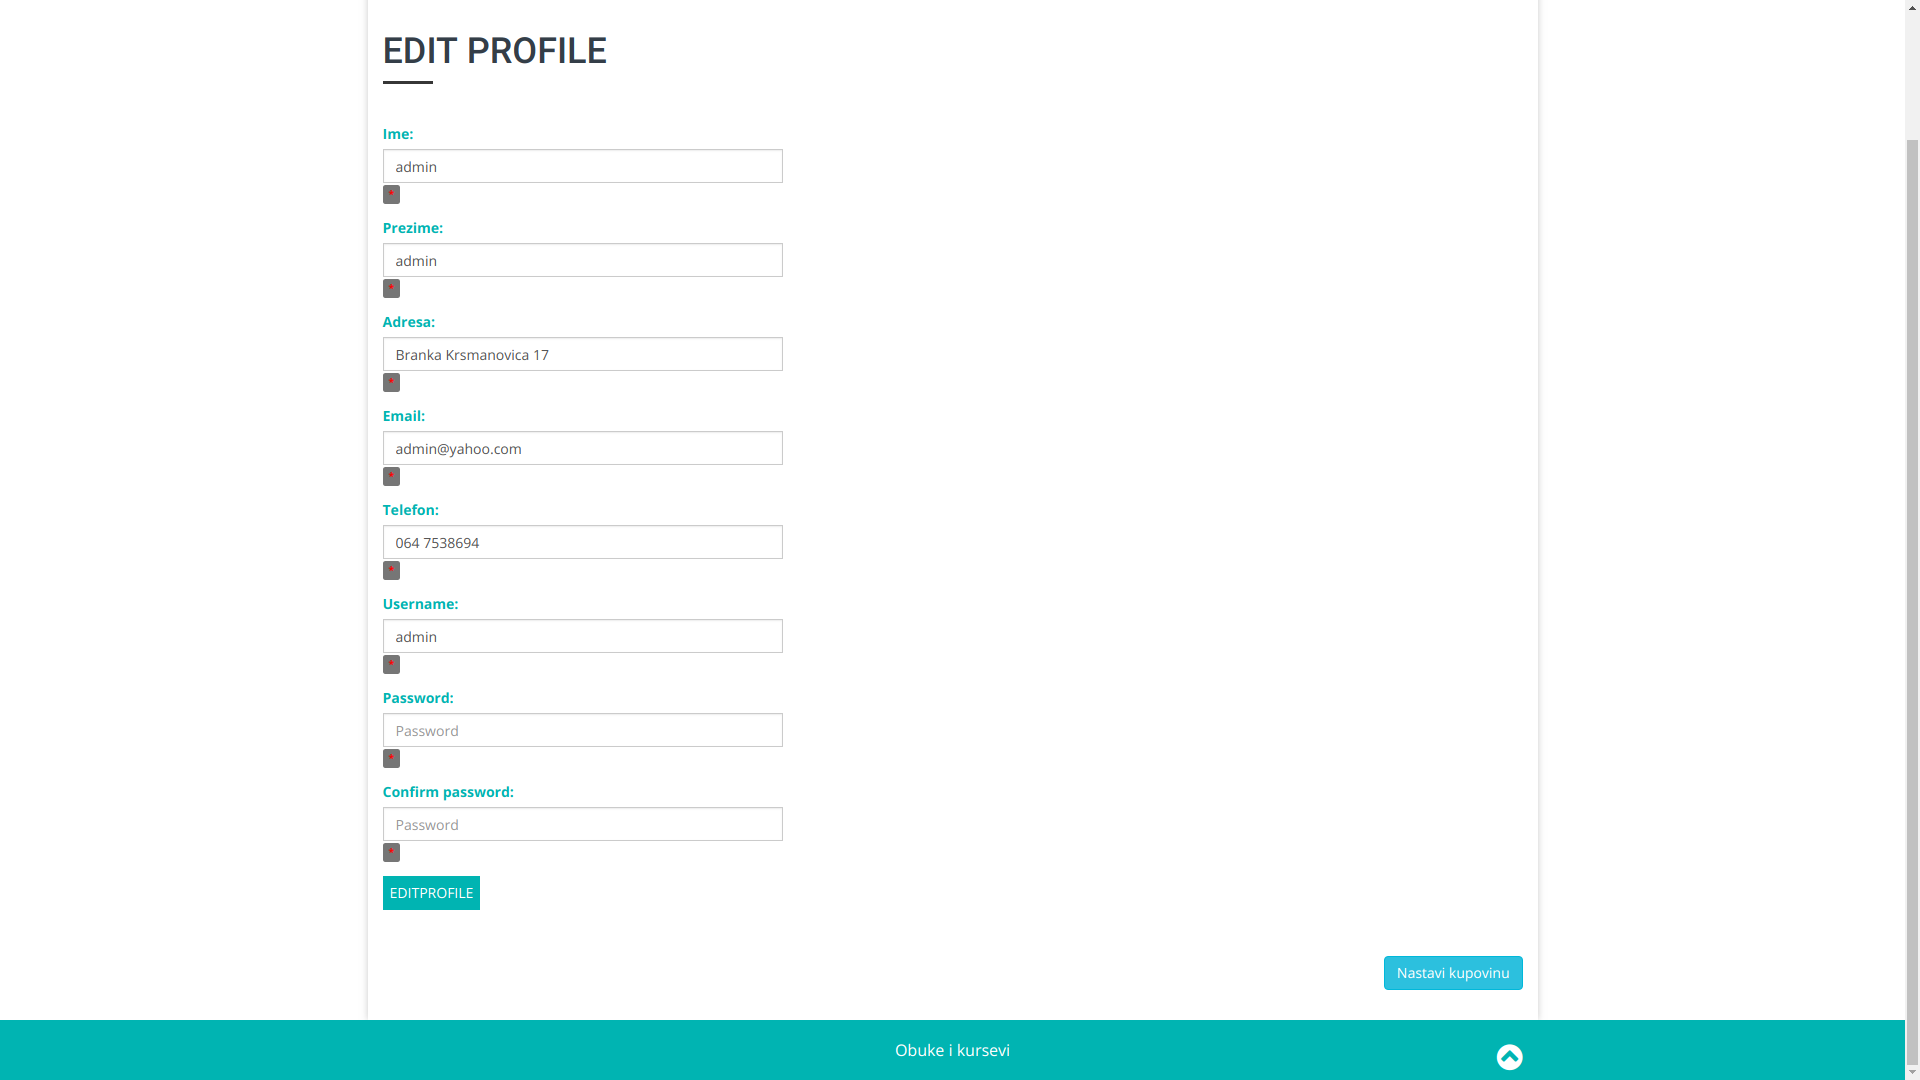 EDIT PROFILE
Ime:
admin
*
Prezime:
admin
*
Adresa:
Branka Krsmanovica 17
*
Email:
admin@yahoo.com
*
Telefon:
064 7538694
*
Username:
admin
*
Password:
Password
*
Confirm password:
Password
*
EDITPROFILE
Nastavi kupovinu
Obuke i kursevi